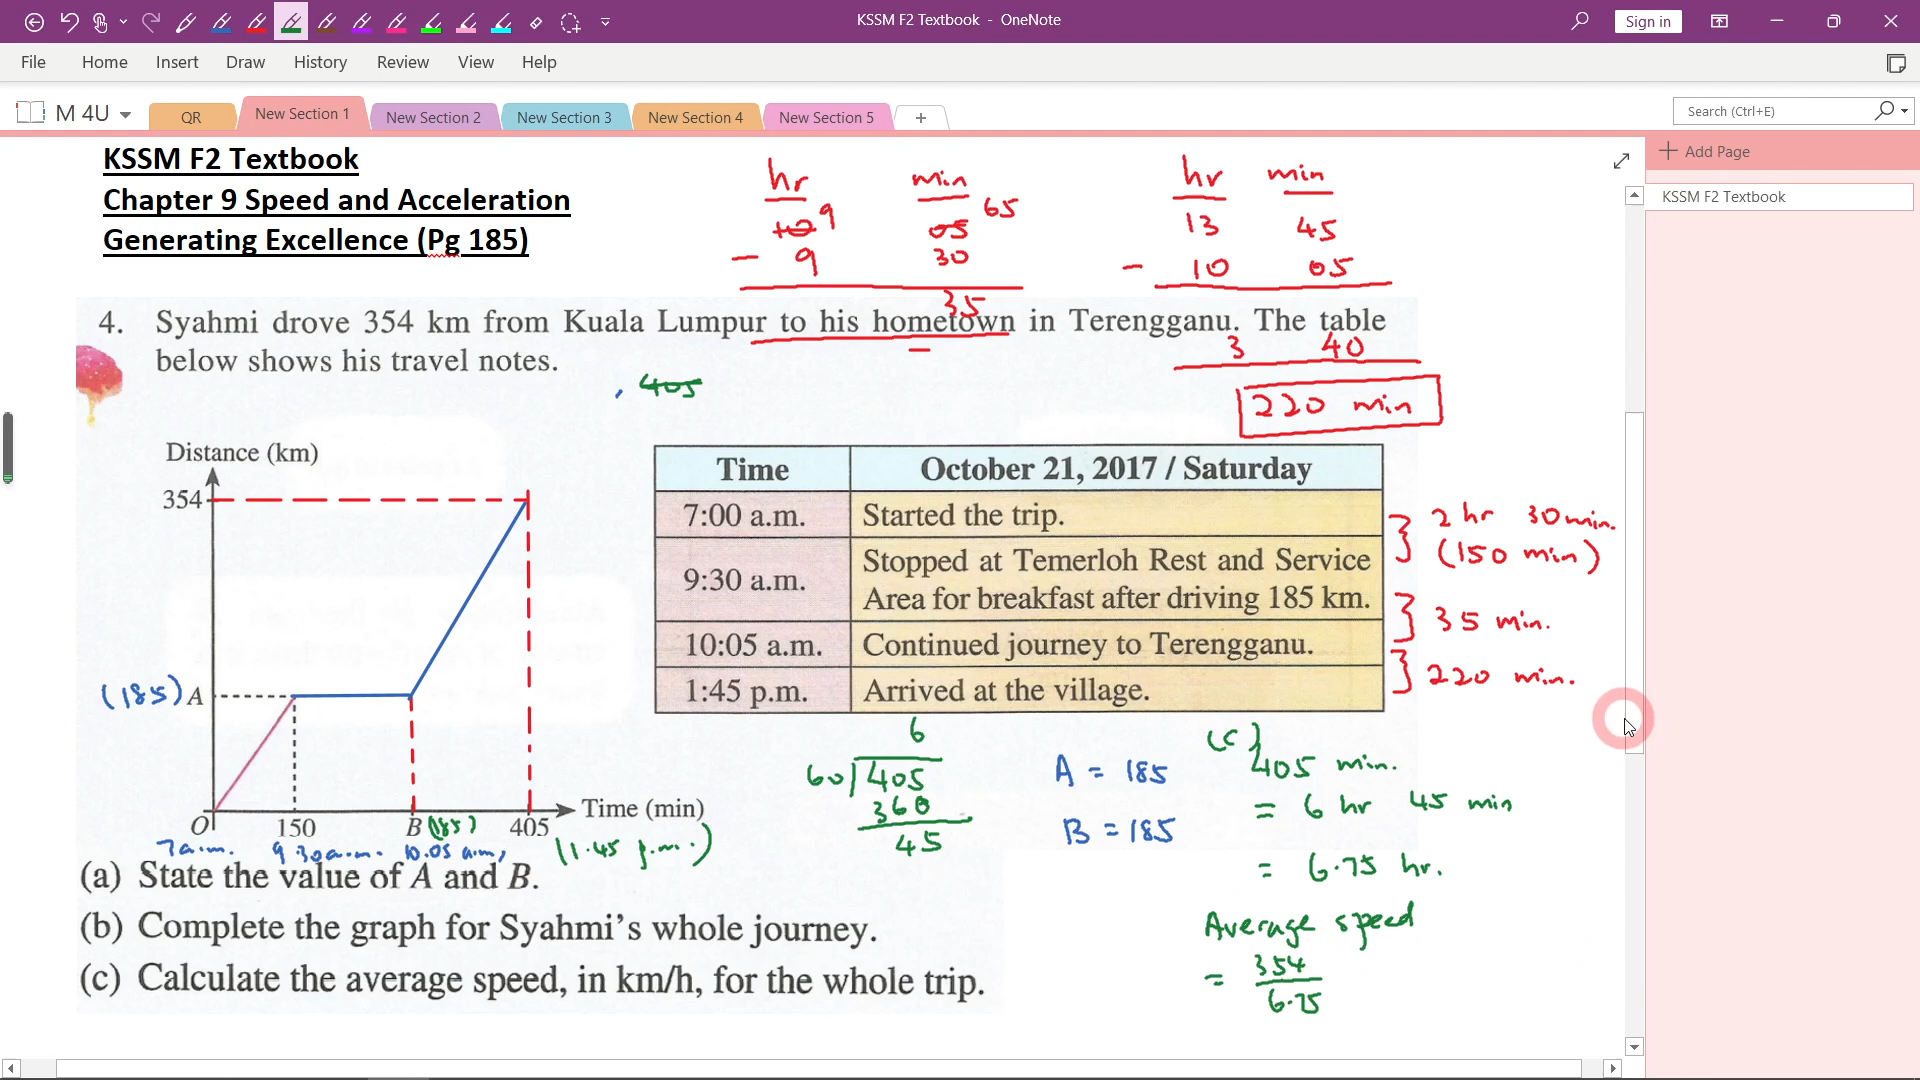 KSSM F2 Textbook - OneNote
Sign in
File Home Insert Draw History Review View Help
M 4U
QR
New Section 1
New Section 2
New Section 3
New Section 4
New Section 5
+
Search (Ctrl+E)
Add Page
KSSM F2 Textbook
KSSM F2 Textbook
Chapter 9 Speed and Acceleration
Generating Excellence (Pg 185)
hr min
10 9 05 65
- 9 30
35
hr min
13 45
- 10 05
3 40
220 min
4. Syahmi drove 354 km from Kuala Lumpur to his hometown in Terengganu. The table
below shows his travel notes.
405
Distance (km)
354
(185) A
O 150 B (185) 405 Time (min)
7 a.m. 9.30 a.m. 10.05 a.m. (1.45 p.m.)
Time October 21, 2017 / Saturday
7:00 a.m. Started the trip.
9:30 a.m. Stopped at Temerloh Rest and Service
Area for breakfast after driving 185 km.
10:05 a.m. Continued journey to Terengganu.
1:45 p.m. Arrived at the village.
} 2 hr 30 min.
(150 min)
} 35 min.
} 220 min.
6
60)405
360
45
A = 185
B = 185
(c)
405 min.
= 6 hr 45 min
= 6.75 hr.
Average speed
= 354
6.75
(a) State the value of A and B.
(b) Complete the graph for Syahmi's whole journey.
(c) Calculate the average speed, in km/h, for the whole trip.